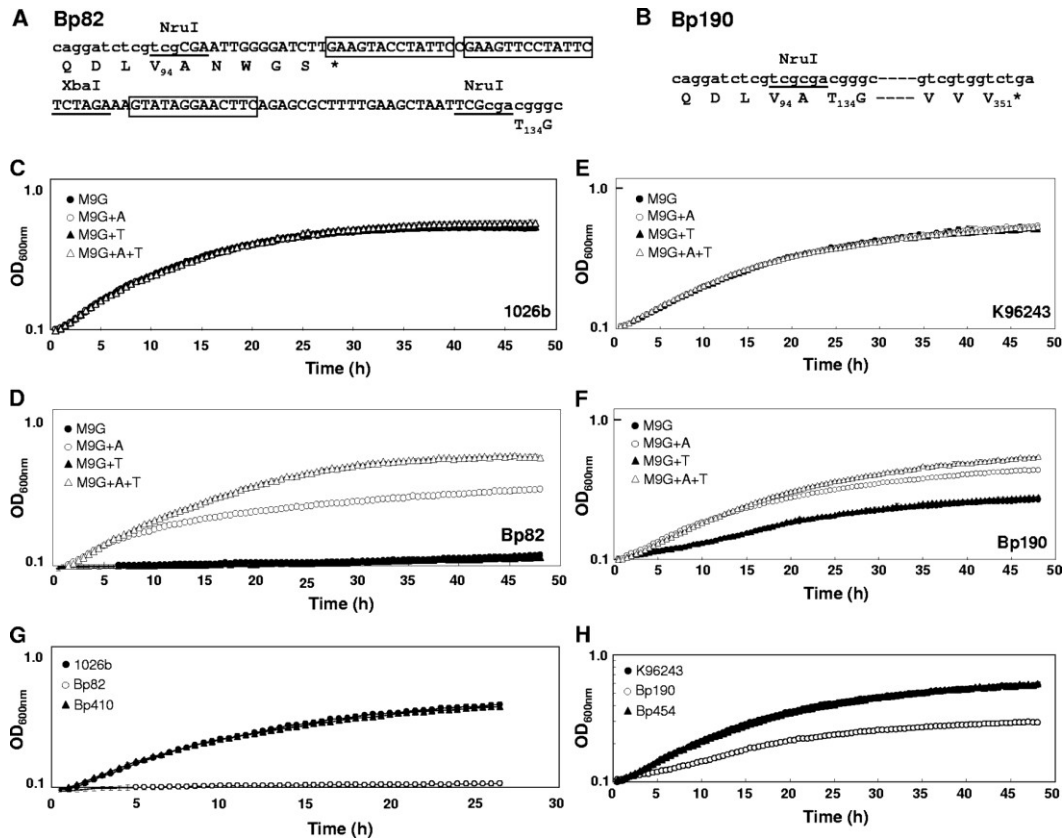 A Bp82
NruI
caggatctcgtcgCGAATTGGGGATCTTGAAGTACCTATTCCGAAGTTCCTATTC
Q D L V94 A N W G S *
XbaI NruI
TCTAGAAAGTATAGGAACTTCAGAGCGCTTTTGAAGCTAATTCGCgacgggc
T134G
B Bp190
NruI
caggatctcgtcgcgacgggc----gtcgtggtctga
Q D L V94 A T134G ---- V V V351*
C
1.0
M9G
M9G+A
M9G+T
M9G+A+T
OD600nm
0.1
1026b
0 5 10 15 20 25 30 35 40 45 50
Time (h)
E
1.0
M9G
M9G+A
M9G+T
M9G+A+T
OD600nm
0.1
K96243
0 5 10 15 20 25 30 35 40 45 50
Time (h)
D
1.0
M9G
M9G+A
M9G+T
M9G+A+T
OD600nm
0.1
Bp82
0 5 10 15 20 25 30 35 40 45 50
Time (h)
F
1.0
M9G
M9G+A
M9G+T
M9G+A+T
OD600nm
0.1
Bp190
0 5 10 15 20 25 30 35 40 45 50
Time (h)
G
1.0
1026b
Bp82
Bp410
OD600nm
0.1
0 5 10 15 20 25 30
Time (h)
H
1.0
K96243
Bp190
Bp454
OD600nm
0.1
0 5 10 15 20 25 30 35 40 45 50
Time (h)